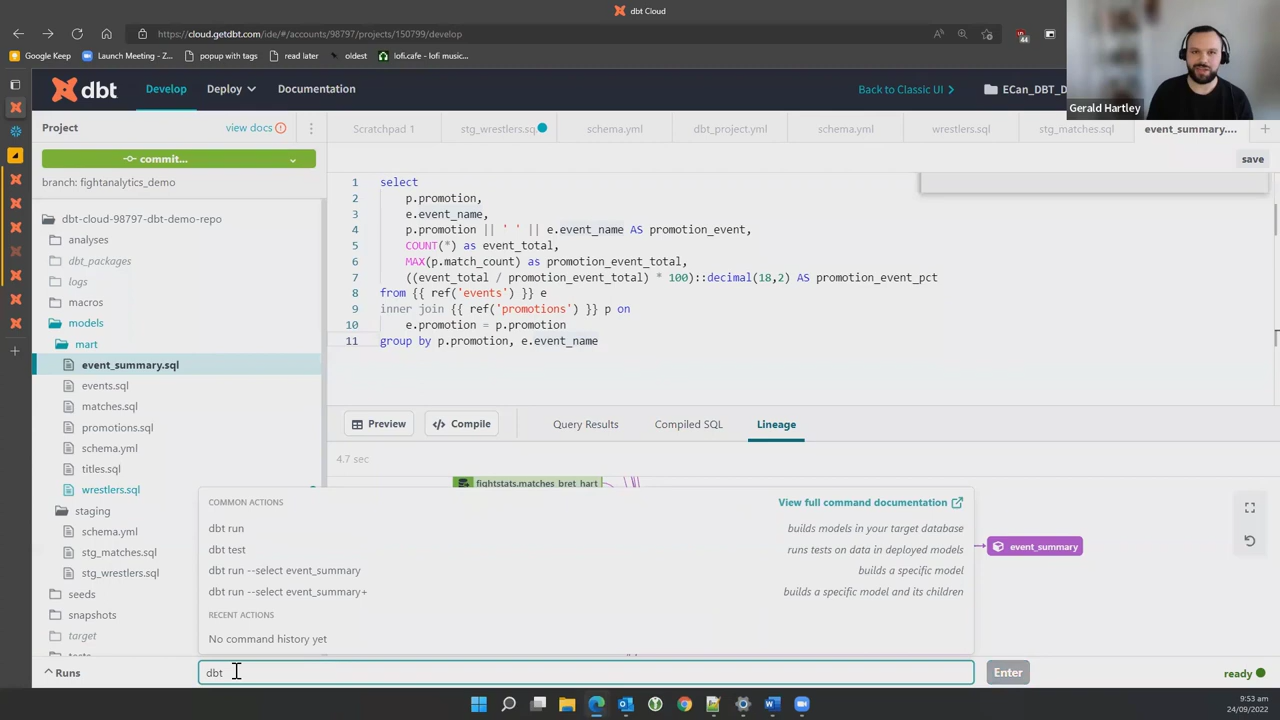 dbt Cloud
https://cloud.getdbt.com/ide/#/accounts/98797/projects/150799/develop
44
Google Keep
Launch Meeting - Z...
popup with tags
read later
oldest
lofi.cafe - lofi music...
Gerald Hartley
dbt
Develop
Deploy
Documentation
Back to Classic UI
ECan_DBT_D
Project
view docs
Scratchpad 1
stg_wrestlers.sq
schema.yml
dbt_project.yml
schema.yml
wrestlers.sql
stg_matches.sql
event_summary....
commit...
save
branch: fightanalytics_demo
dbt-cloud-98797-dbt-demo-repo
analyses
dbt_packages
logs
macros
models
mart
event_summary.sql
events.sql
matches.sql
promotions.sql
schema.yml
titles.sql
wrestlers.sql
staging
schema.yml
stg_matches.sql
stg_wrestlers.sql
seeds
snapshots
target
tests
1 select
2 p.promotion,
3 e.event_name,
4 p.promotion || ' ' || e.event_name AS promotion_event,
5 COUNT(*) as event_total,
6 MAX(p.match_count) as promotion_event_total,
7 ((event_total / promotion_event_total) * 100)::decimal(18,2) AS promotion_event_pct
8 from {{ ref('events') }} e
9 inner join {{ ref('promotions') }} p on
10 e.promotion = p.promotion
11 group by p.promotion, e.event_name
Preview
</> Compile
Query Results
Compiled SQL
Lineage
4.7 sec
fightstats.matches_bret_hart
event_summary
COMMON ACTIONS
View full command documentation
dbt run
builds models in your target database
dbt test
runs tests on data in deployed models
dbt run --select event_summary
builds a specific model
dbt run --select event_summary+
builds a specific model and its children
RECENT ACTIONS
No command history yet
Runs
dbt
Enter
ready
9:53 am
24/09/2022